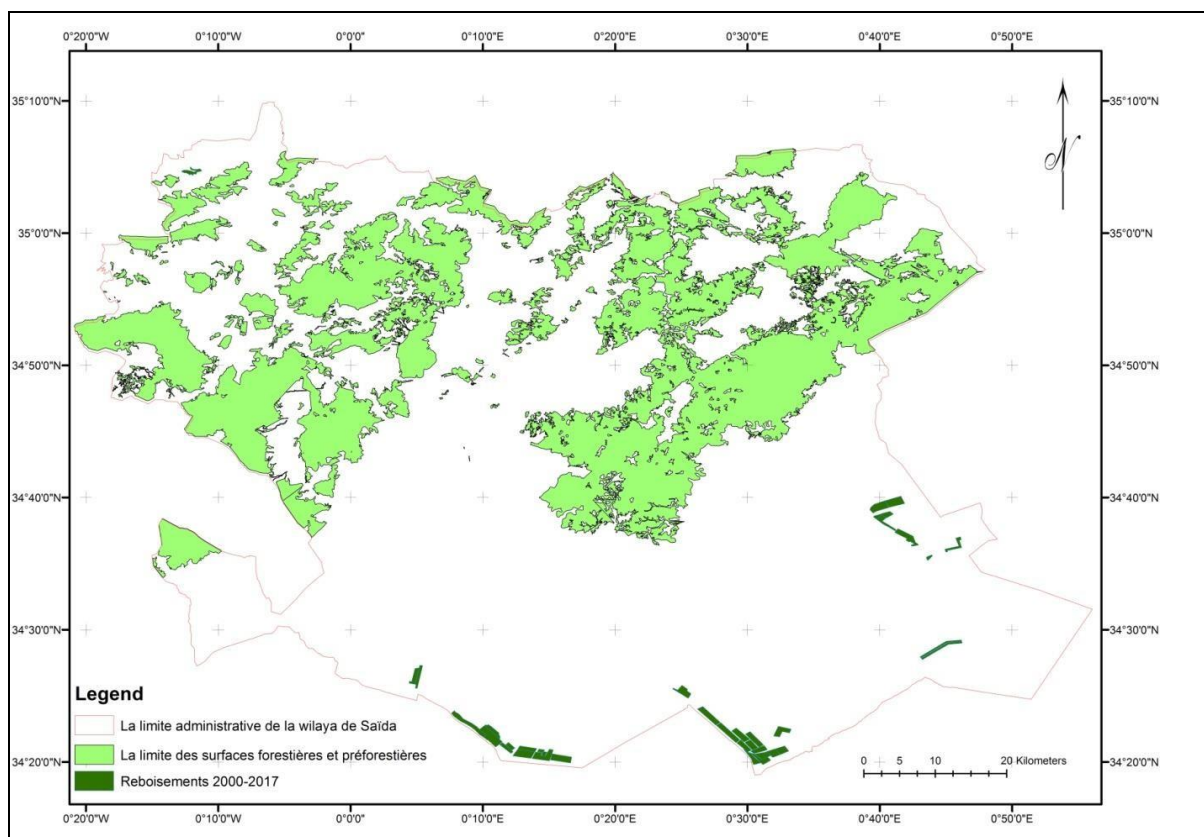 0°20'0"W 0°10'0"W 0°0'0" 0°10'0"E 0°20'0"E 0°30'0"E 0°40'0"E 0°50'0"E
35°10'0"N 35°10'0"N
N
35°0'0"N 35°0'0"N
34°50'0"N 34°50'0"N
34°40'0"N 34°40'0"N
34°30'0"N 34°30'0"N
Legend
La limite administrative de la wilaya de Saïda
La limite des surfaces forestières et préforestières
Reboisements 2000-2017
0 5 10 20 Kilometers
34°20'0"N 34°20'0"N
0°20'0"W 0°10'0"W 0°0'0" 0°10'0"E 0°20'0"E 0°30'0"E 0°40'0"E 0°50'0"E